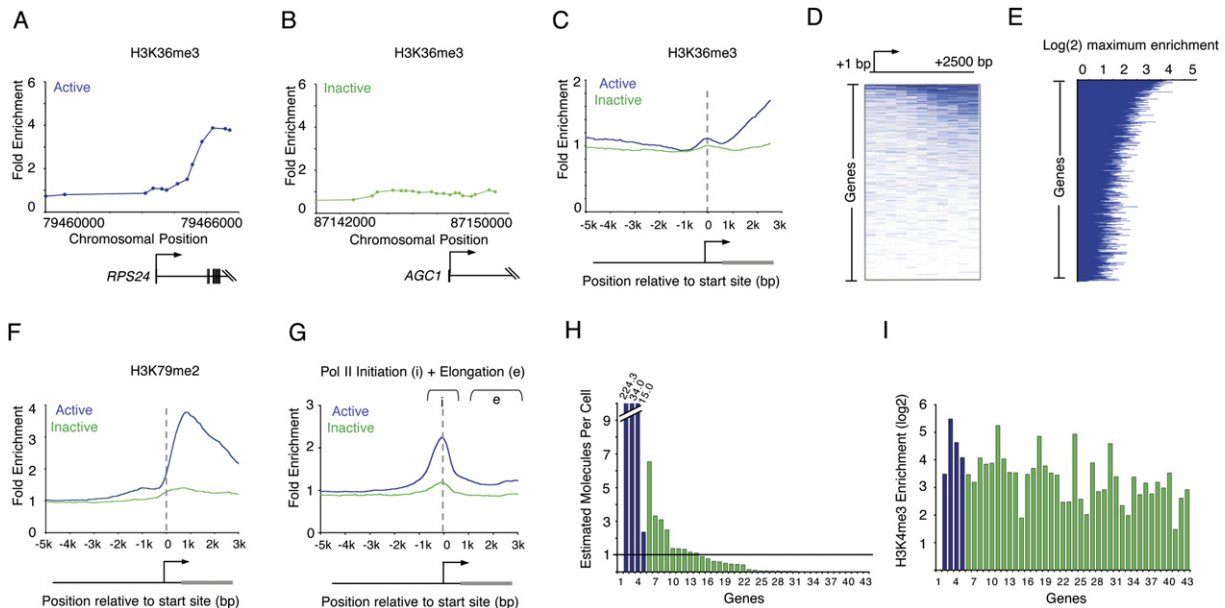 A
H3K36me3
Active
Fold Enrichment
6
4
2
0
79460000
79466000
Chromosomal Position
RPS24
B
H3K36me3
Inactive
Fold Enrichment
6
4
2
0
87142000
87150000
Chromosomal Position
AGC1
C
H3K36me3
Active
Inactive
Fold Enrichment
2
1
0
-5k -4k -3k -2k -1k 0 1k 2k 3k
Position relative to start site (bp)
D
+1 bp
+2500 bp
Genes
E
Log(2) maximum enrichment
0 1 2 3 4 5
Genes
F
H3K79me2
Active
Inactive
Fold Enrichment
4
3
2
1
0
-5k -4k -3k -2k -1k 0 1k 2k 3k
Position relative to start site (bp)
G
Pol II Initiation (i) + Elongation (e)
i
e
Active
Inactive
Fold Enrichment
3
2
1
0
-5k -4k -3k -2k -1k 0 1k 2k 3k
Position relative to start site (bp)
H
224.3
34.0
15.0
Estimated Molecules Per Cell
9
7
5
3
1
1 4 7 10 13 16 19 22 25 28 31 34 37 40 43
Genes
I
H3K4me3 Enrichment (log2)
6
5
4
3
2
1
0
1 4 7 10 13 16 19 22 25 28 31 34 37 40 43
Genes